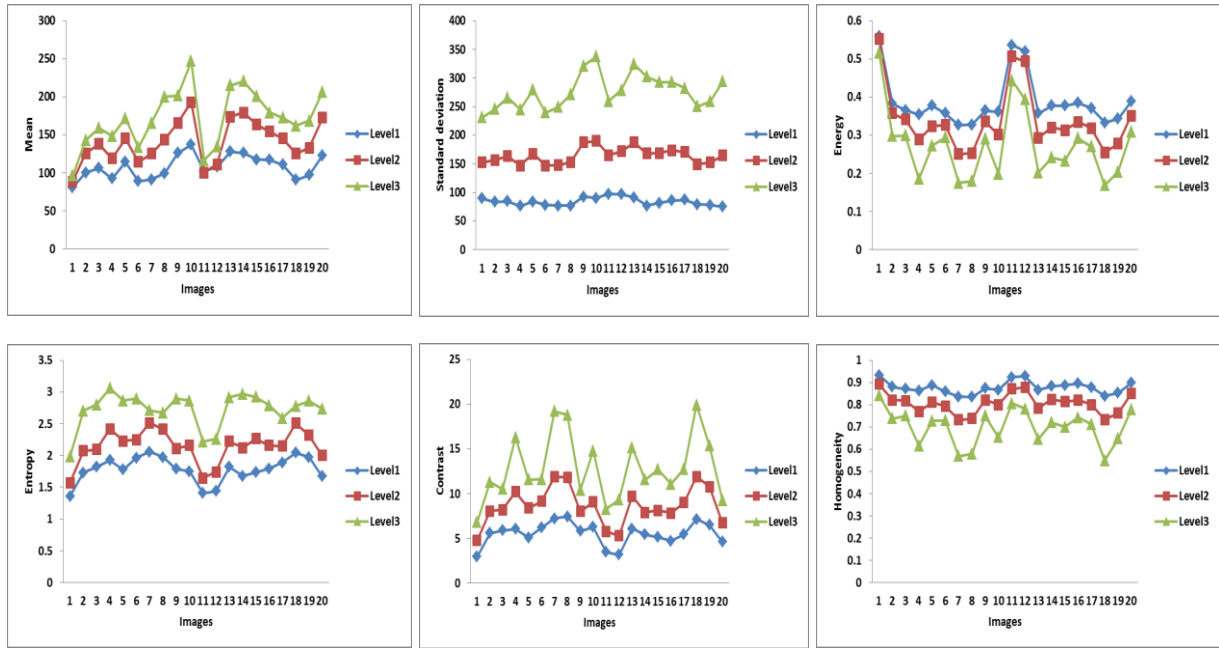 300
250
200
150
100
50
0
Mean
1 2 3 4 5 6 7 8 9 10 11 12 13 14 15 16 17 18 19 20
Images
Level1
Level2
Level3
400
350
300
250
200
150
100
50
0
Standard deviation
1 2 3 4 5 6 7 8 9 10 11 12 13 14 15 16 17 18 19 20
Images
Level1
Level2
Level3
0.6
0.5
0.4
0.3
0.2
0.1
0
Energy
1 2 3 4 5 6 7 8 9 10 11 12 13 14 15 16 17 18 19 20
Images
Level1
Level2
Level3
3.5
3
2.5
2
1.5
1
0.5
0
Entropy
1 2 3 4 5 6 7 8 9 10 11 12 13 14 15 16 17 18 19 20
Images
Level1
Level2
Level3
25
20
15
10
5
0
Contrast
1 2 3 4 5 6 7 8 9 10 11 12 13 14 15 16 17 18 19 20
Images
Level1
Level2
Level3
1
0.9
0.8
0.7
0.6
0.5
0.4
0.3
0.2
0.1
0
Homogeneity
1 2 3 4 5 6 7 8 9 10 11 12 13 14 15 16 17 18 19 20
Images
Level1
Level2
Level3